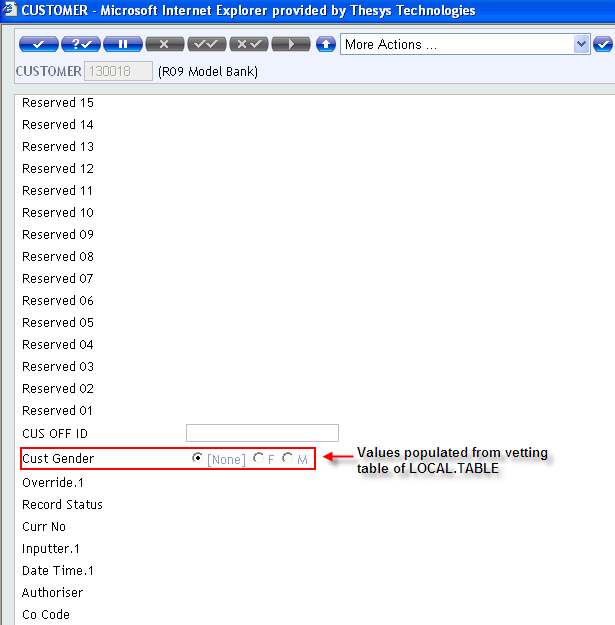 CUSTOMER - Microsoft Internet Explorer provided by Thesys Technologies
More Actions ...
CUSTOMER 130018 (R09 Model Bank)
Reserved 15
Reserved 14
Reserved 13
Reserved 12
Reserved 11
Reserved 10
Reserved 09
Reserved 08
Reserved 07
Reserved 06
Reserved 05
Reserved 04
Reserved 03
Reserved 02
Reserved 01
CUS OFF ID
Cust Gender [None] F M
Values populated from vetting
table of LOCAL.TABLE
Override.1
Record Status
Curr No
Inputter.1
Date Time.1
Authoriser
Co Code